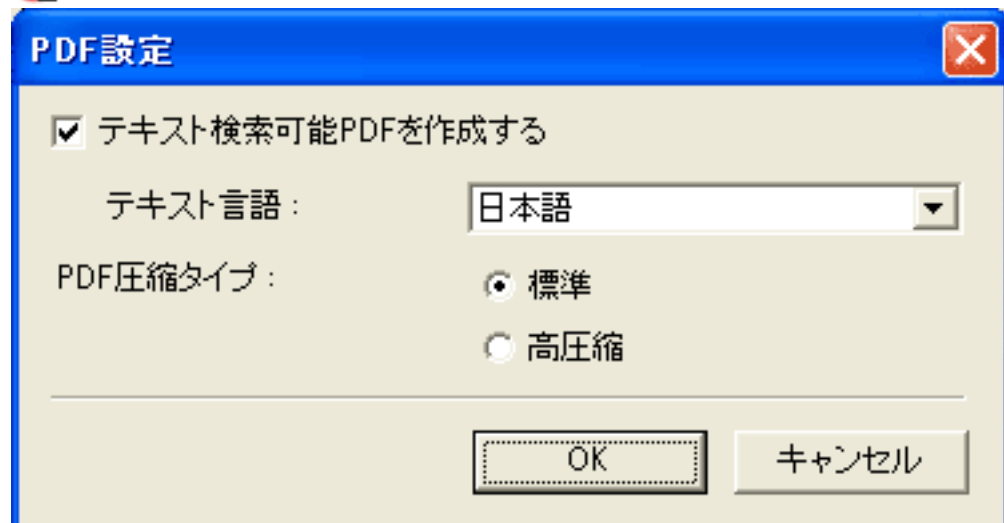 PDF設定
テキスト検索可能PDFを作成する
テキスト言語：
日本語
PDF圧縮タイプ：
標準
高圧縮
OK
キャンセル